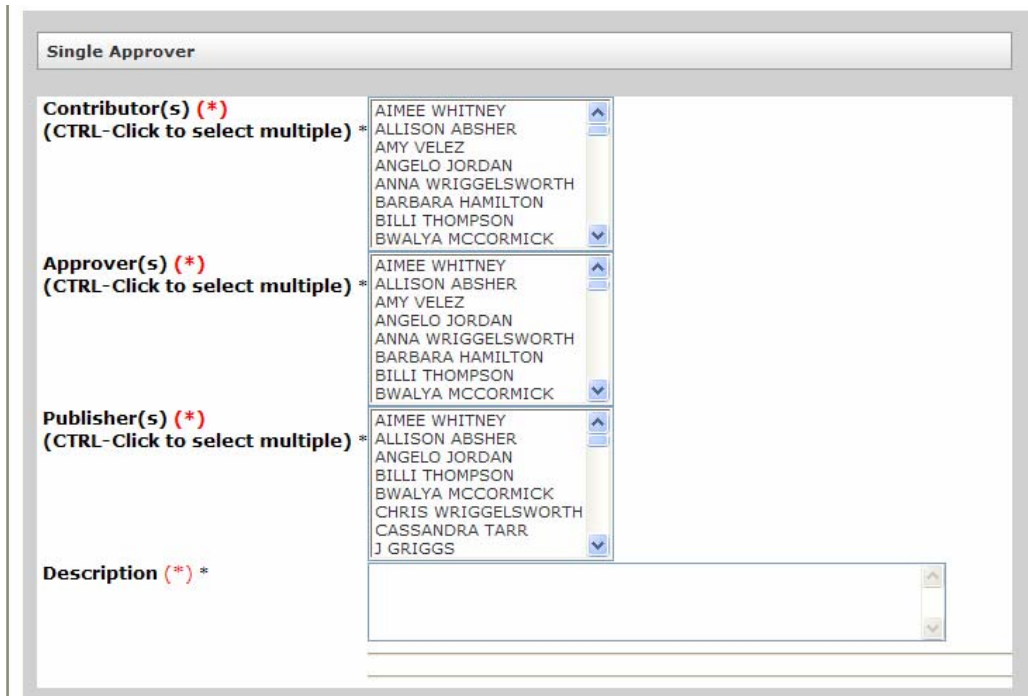 Single Approver
Contributor(s) (*)
(CTRL-Click to select multiple) *
AIMEE WHITNEY
ALLISON ABSHER
AMY VELEZ
ANGELO JORDAN
ANNA WRIGGELSWORTH
BARBARA HAMILTON
BILLI THOMPSON
BWALYA MCCORMICK
Approver(s) (*)
(CTRL-Click to select multiple) *
AIMEE WHITNEY
ALLISON ABSHER
AMY VELEZ
ANGELO JORDAN
ANNA WRIGGELSWORTH
BARBARA HAMILTON
BILLI THOMPSON
BWALYA MCCORMICK
Publisher(s) (*)
(CTRL-Click to select multiple) *
AIMEE WHITNEY
ALLISON ABSHER
ANGELO JORDAN
BILLI THOMPSON
BWALYA MCCORMICK
CHRIS WRIGGELSWORTH
CASSANDRA TARR
J GRIGGS
Description (*) *